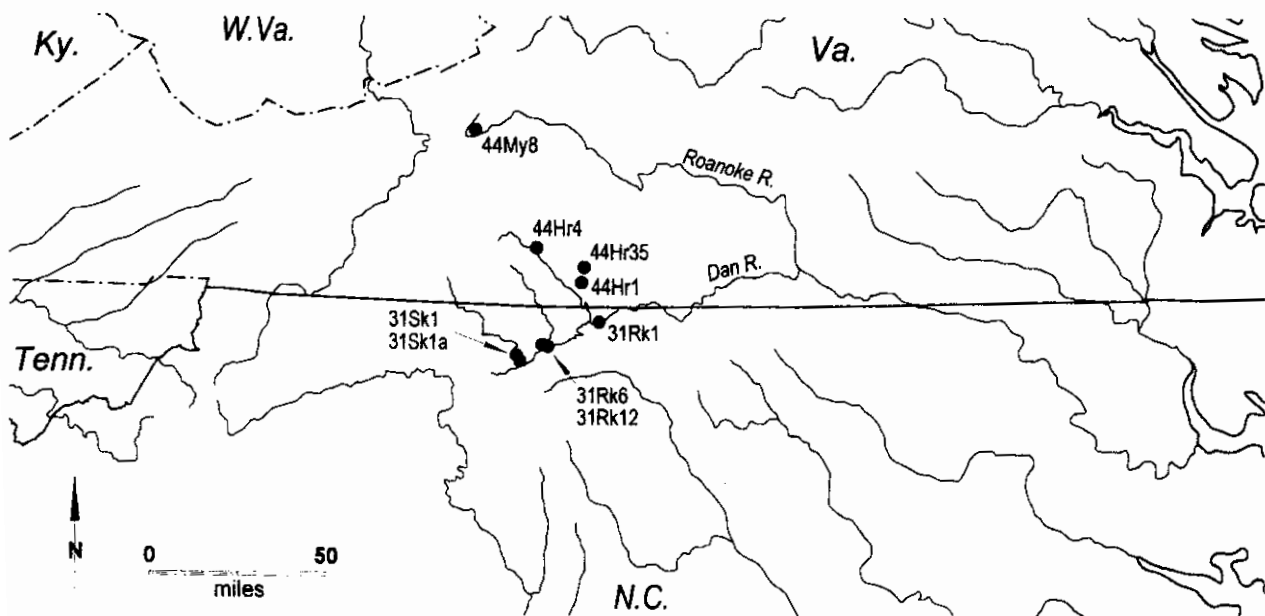 Ky.
W.Va.
Va.
44My8
Roanoke R.
44Hr4
44Hr35
44Hr1
Dan R.
31Sk1
31Sk1a
31Rk1
Tenn.
31Rk6
31Rk12
N
0 50
miles
N.C.